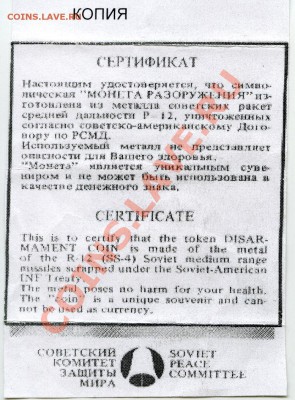 coins.su
www.coins-LAVE.ru
КОПИЯ
СЕРТИФИКАТ
Настоящим удостоверяется, что симво-
лическая "МОНЕТА РАЗОРУЖЕНИЯ" из-
готовлена из металла советских ракет
средней дальности Р-12, уничтоженных
согласно советско-американскому Дого-
вору по РСМД.
Используемый металл не представляет
опасности для Вашего здоровья.
"Монета" является уникальным суве-
ниром и не может быть использована в
качестве денежного знака.
CERTIFICATE
This is to certify that the token DISAR-
MAMENT COIN is made of the metal
of the R-12 (SS-4) Soviet medium range
missiles scrapped under the Soviet-American
INF
The metal poses no harm for your health.
The is a unique souvenir and can-
not be used as currency.
СОВЕТСКИЙ
КОМИТЕТ
ЗАЩИТЫ
МИРА
SOVIET
PEACE
COMMITTEE